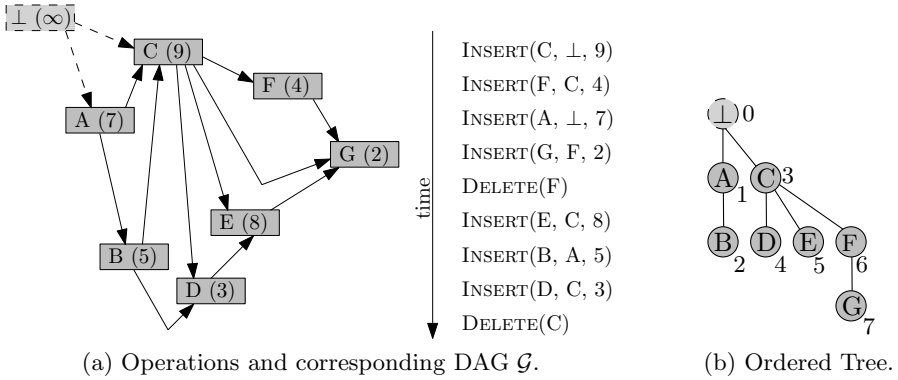 ⊥ (∞)
C (9)
F (4)
A (7)
G (2)
E (8)
B (5)
D (3)
time
INSERT(C, ⊥, 9)
INSERT(F, C, 4)
INSERT(A, ⊥, 7)
INSERT(G, F, 2)
DELETE(F)
INSERT(E, C, 8)
INSERT(B, A, 5)
INSERT(D, C, 3)
DELETE(C)
(a) Operations and corresponding DAG 𝒢.
⊥ 0
A 1 C 3
B 2 D 4 E 5 F 6
G 7
(b) Ordered Tree.